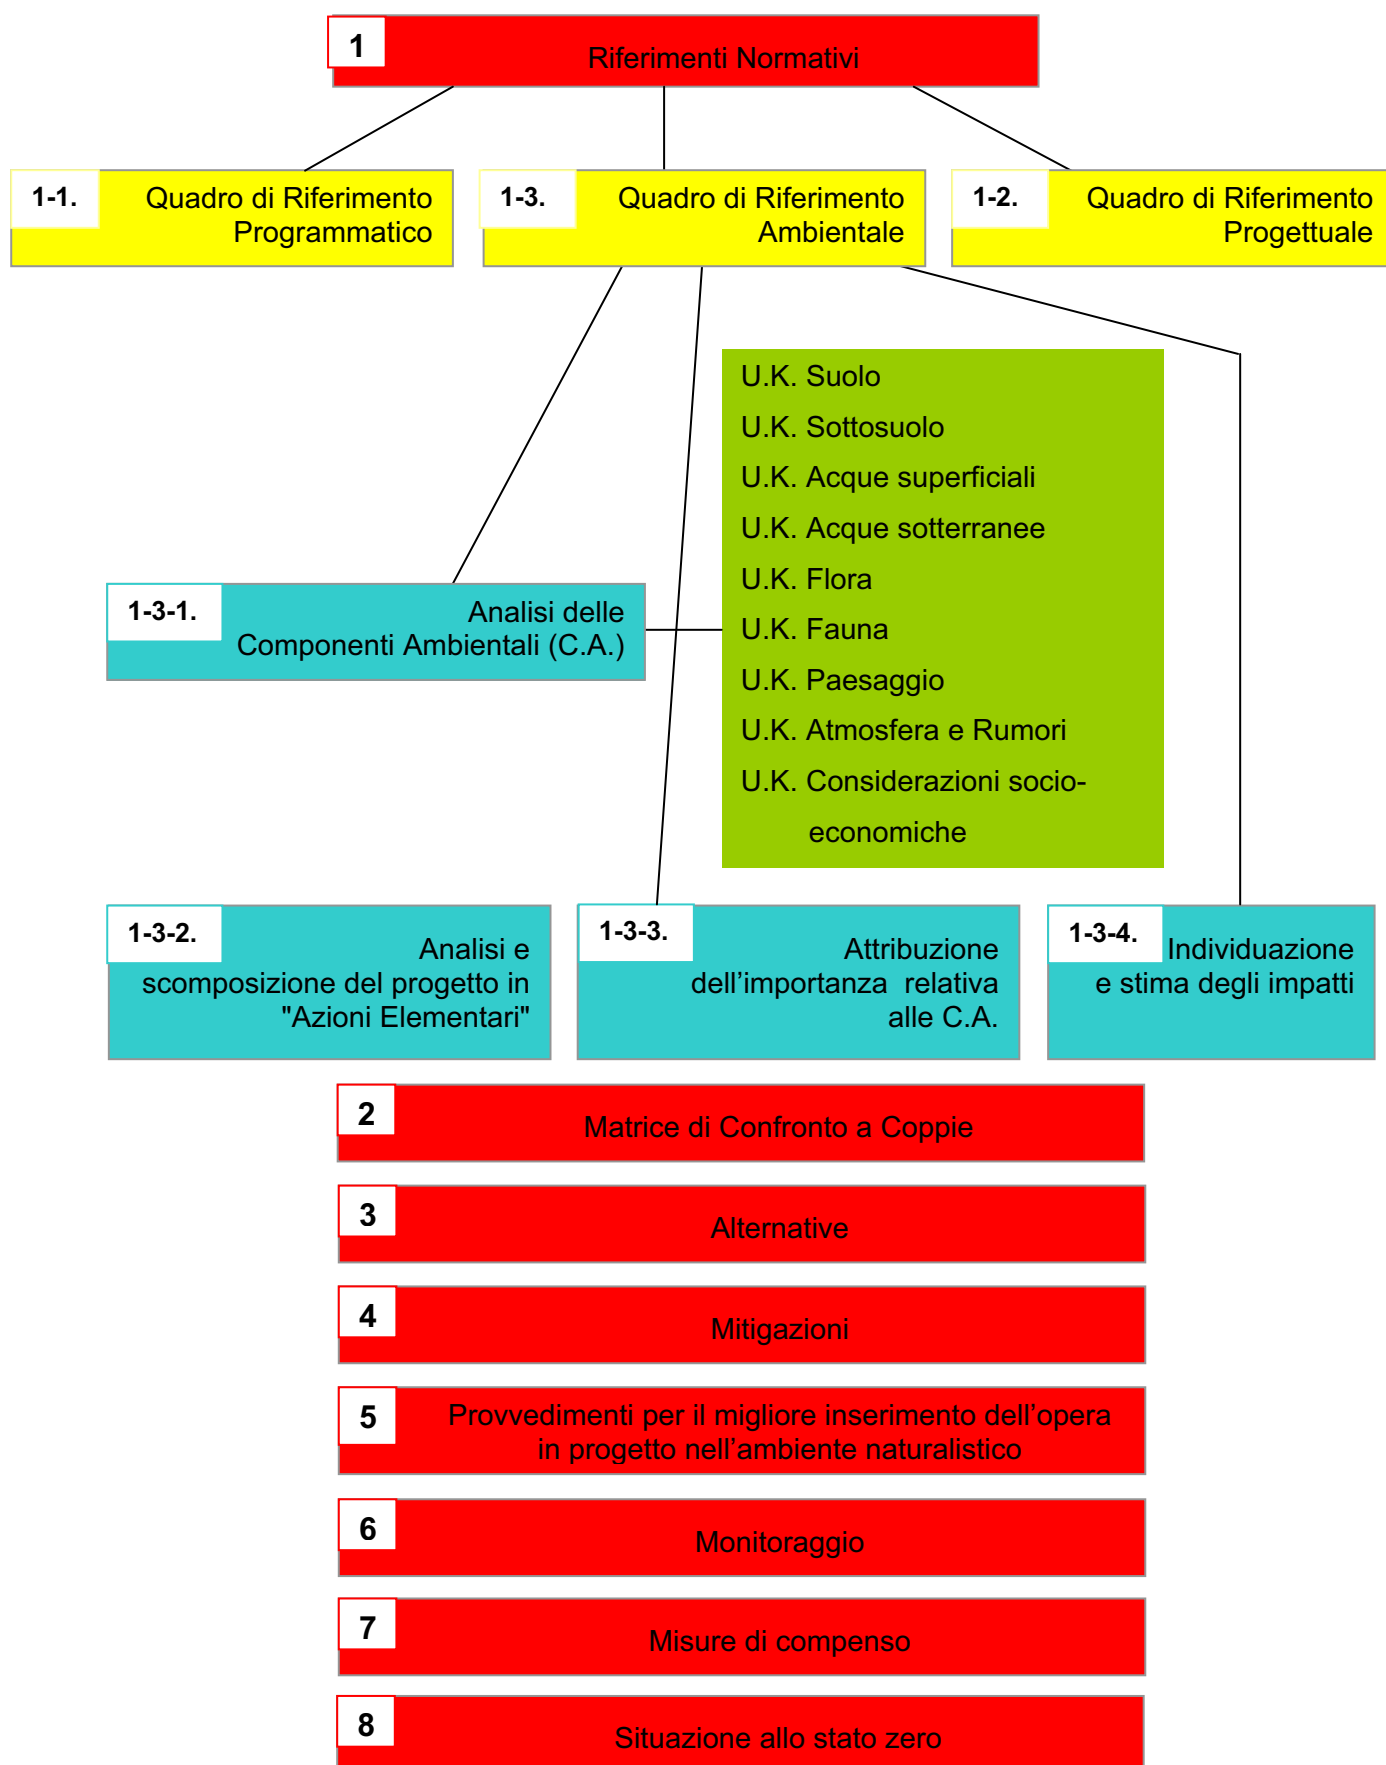 1
Riferimenti Normativi
1-1.
Quadro di Riferimento
Programmatico
1-3.
Quadro di Riferimento
Ambientale
1-2.
Quadro di Riferimento
Progettuale
U.K. Suolo
U.K. Sottosuolo
U.K. Acque superficiali
U.K. Acque sotterranee
U.K. Flora
U.K. Fauna
U.K. Paesaggio
U.K. Atmosfera e Rumori
U.K. Considerazioni socio-
economiche
1-3-1.
Analisi delle
Componenti Ambientali (C.A.)
1-3-2.
Analisi e
scomposizione del progetto in
"Azioni Elementari"
1-3-3.
Attribuzione
dell’importanza relativa
alle C.A.
1-3-4.
Individuazione
e stima degli impatti
2
Matrice di Confronto a Coppie
3
Alternative
4
Mitigazioni
5
Provvedimenti per il migliore inserimento dell’opera
in progetto nell’ambiente naturalistico
6
Monitoraggio
7
Misure di compenso
8
Situazione allo stato zero